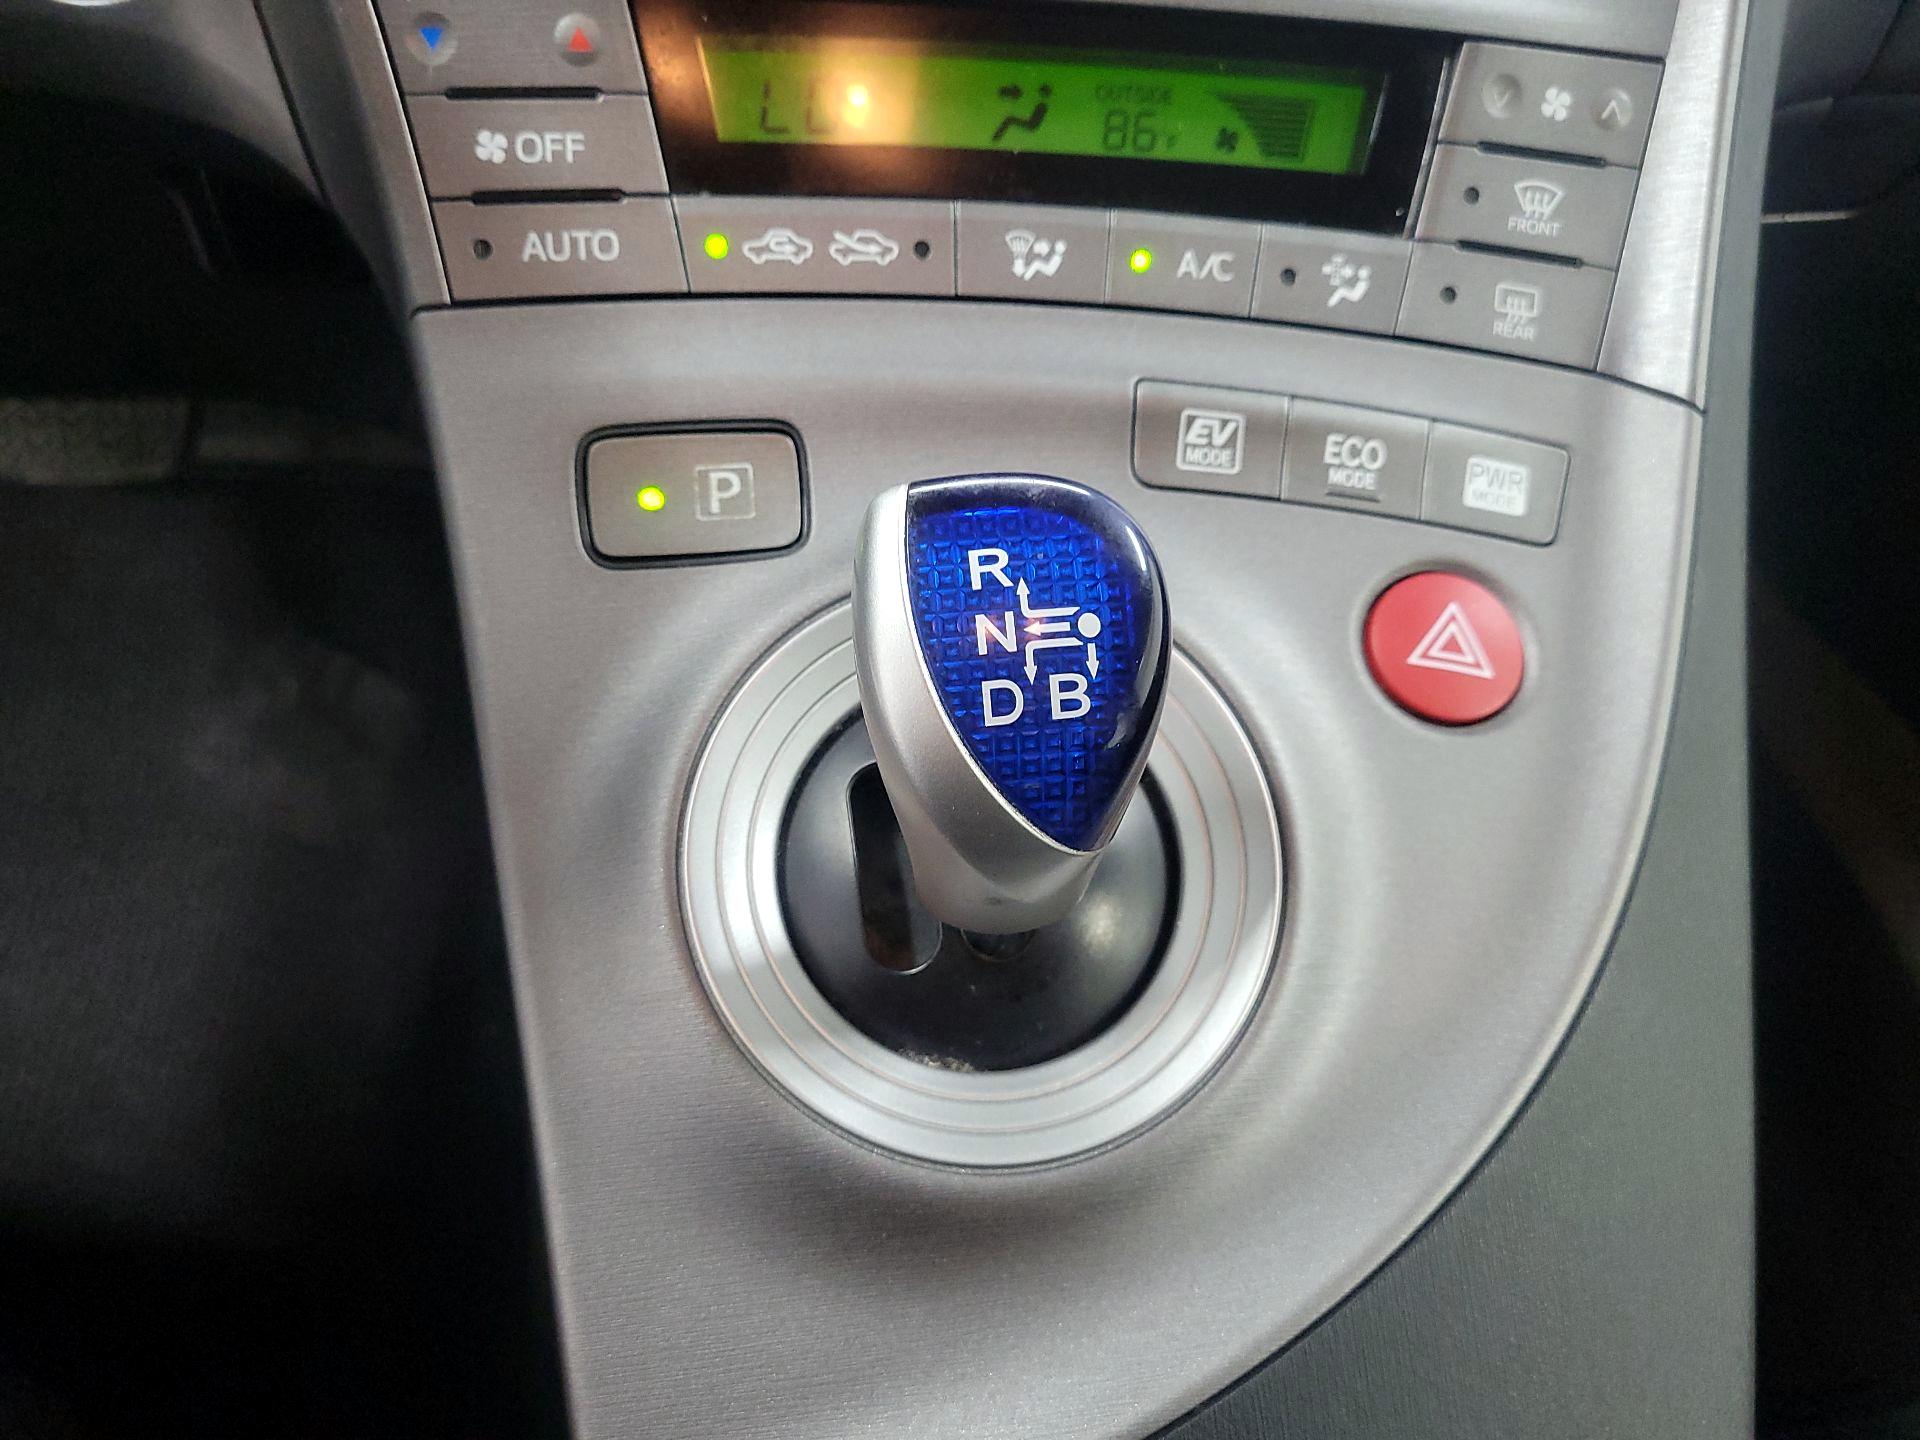 OUTSIDE
86°F
OFF
AUTO
A/C
FRONT
REAR
P
EV
MODE
ECO
MODE
PWR
MODE
R
N
D B